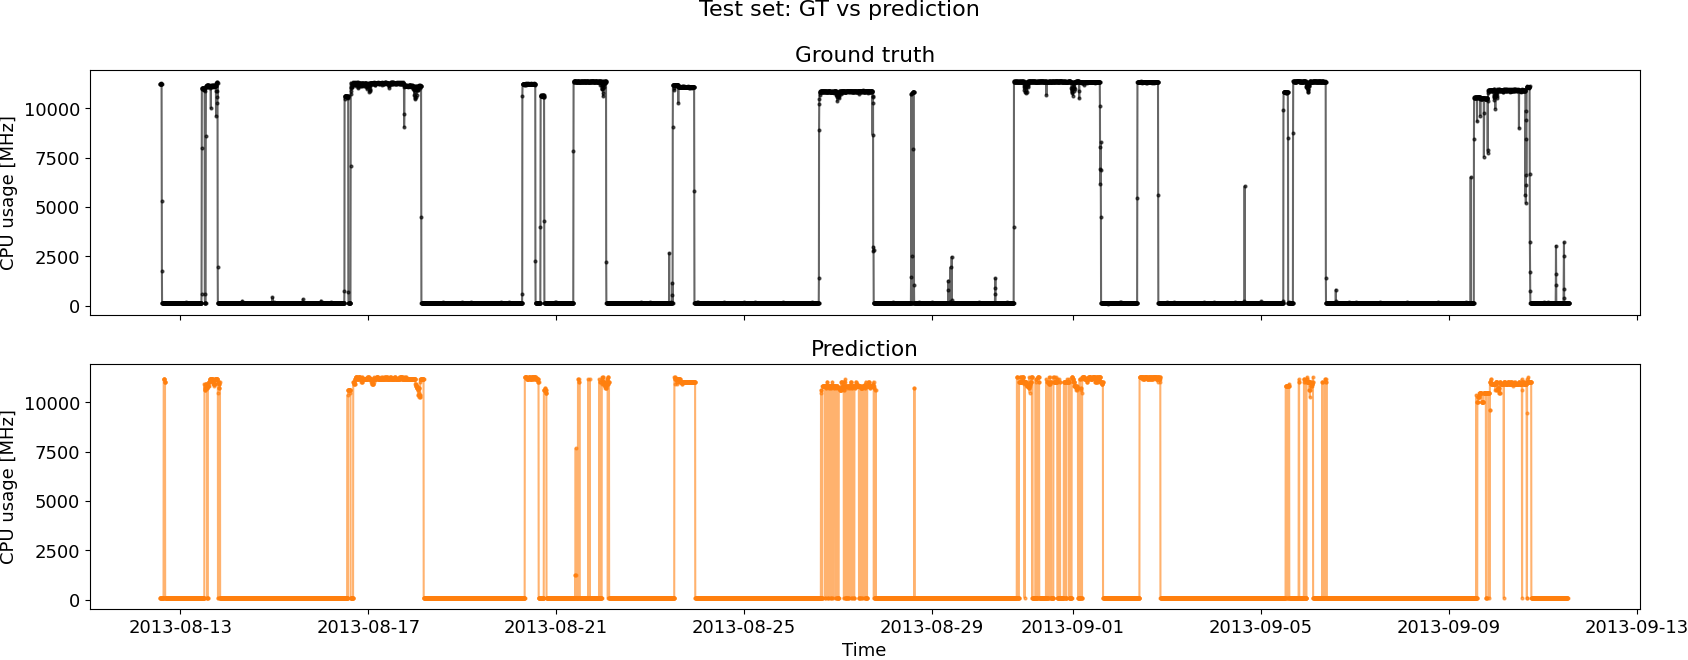 Test set: GT vs prediction
Ground truth
CPU usage [MHz]
10000
7500
5000
2500
0
Prediction
CPU usage [MHz]
10000
7500
5000
2500
0
2013-08-13 2013-08-17 2013-08-21 2013-08-25 2013-08-29 2013-09-01 2013-09-05 2013-09-09 2013-09-13
Time